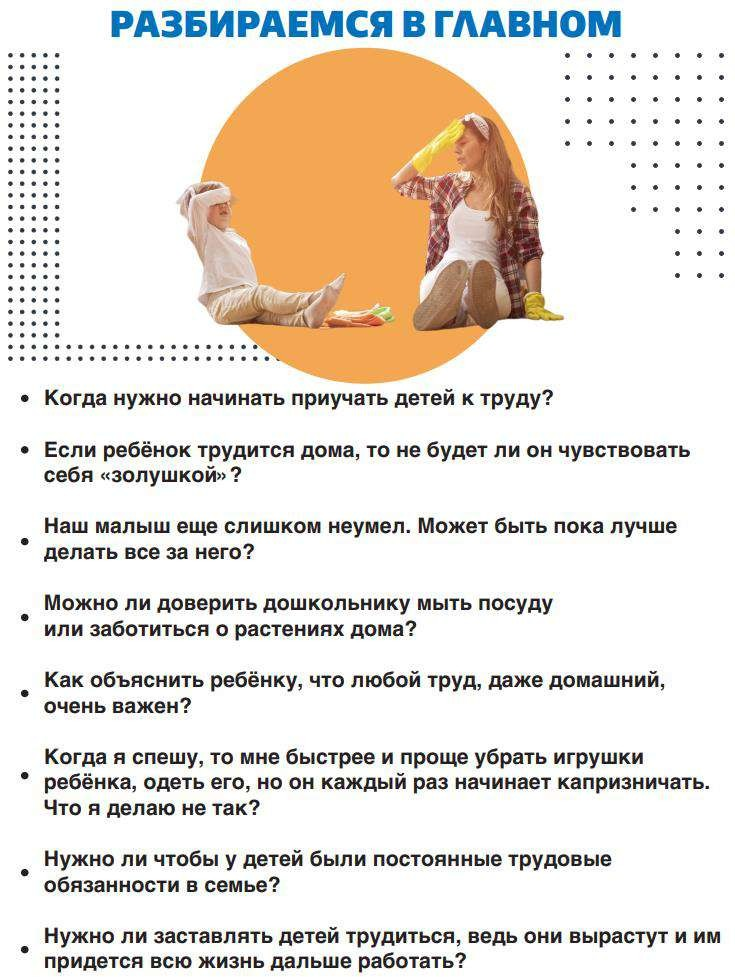 РАЗБИРАЕМСЯ В ГЛАВНОМ
• Когда нужно начинать приучать детей к труду?
• Если ребёнок трудится дома, то не будет ли он чувствовать
себя «золушкой»?
• Наш малыш еще слишком неумел. Может быть пока лучше
делать все за него?
• Можно ли доверить дошкольнику мыть посуду
или заботиться о растениях дома?
• Как объяснить ребёнку, что любой труд, даже домашний,
очень важен?
• Когда я спешу, то мне быстрее и проще убрать игрушки
ребёнка, одеть его, но он каждый раз начинает капризничать.
Что я делаю не так?
• Нужно ли чтобы у детей были постоянные трудовые
обязанности в семье?
• Нужно ли заставлять детей трудиться, ведь они вырастут и им
придется всю жизнь дальше работать?